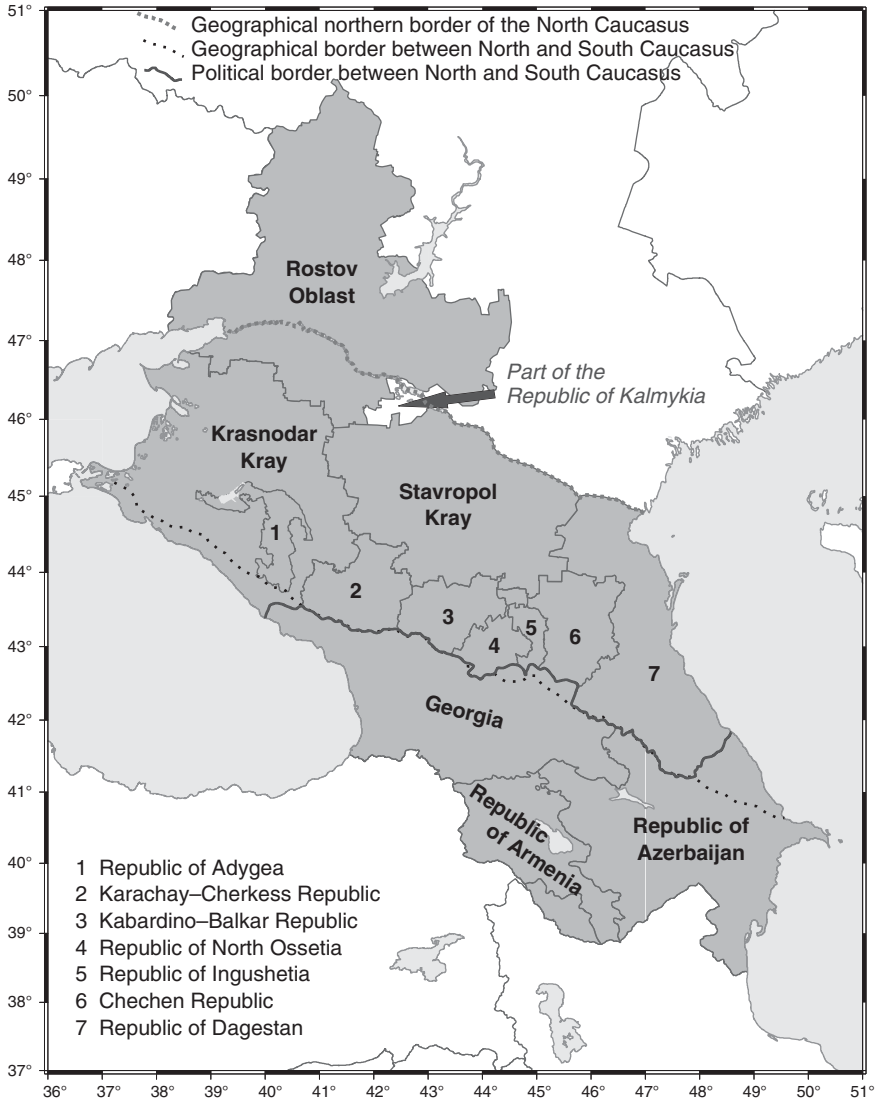 Geographical northern border of the North Caucasus
Geographical border between North and South Caucasus
Political border between North and South Caucasus
51°
50°
49°
48°
47°
46°
45°
44°
43°
42°
41°
40°
39°
38°
37°
Rostov
Oblast
Part of the
Republic of Kalmykia
Krasnodar
Kray
Stavropol
Kray
1
2
3
4
5
6
7
Georgia
Republic
of Armenia
Republic of
Azerbaijan
1 Republic of Adygea
2 Karachay–Cherkess Republic
3 Kabardino–Balkar Republic
4 Republic of North Ossetia
5 Republic of Ingushetia
6 Chechen Republic
7 Republic of Dagestan
36° 37° 38° 39° 40° 41° 42° 43° 44° 45° 46° 47° 48° 49° 50° 51°